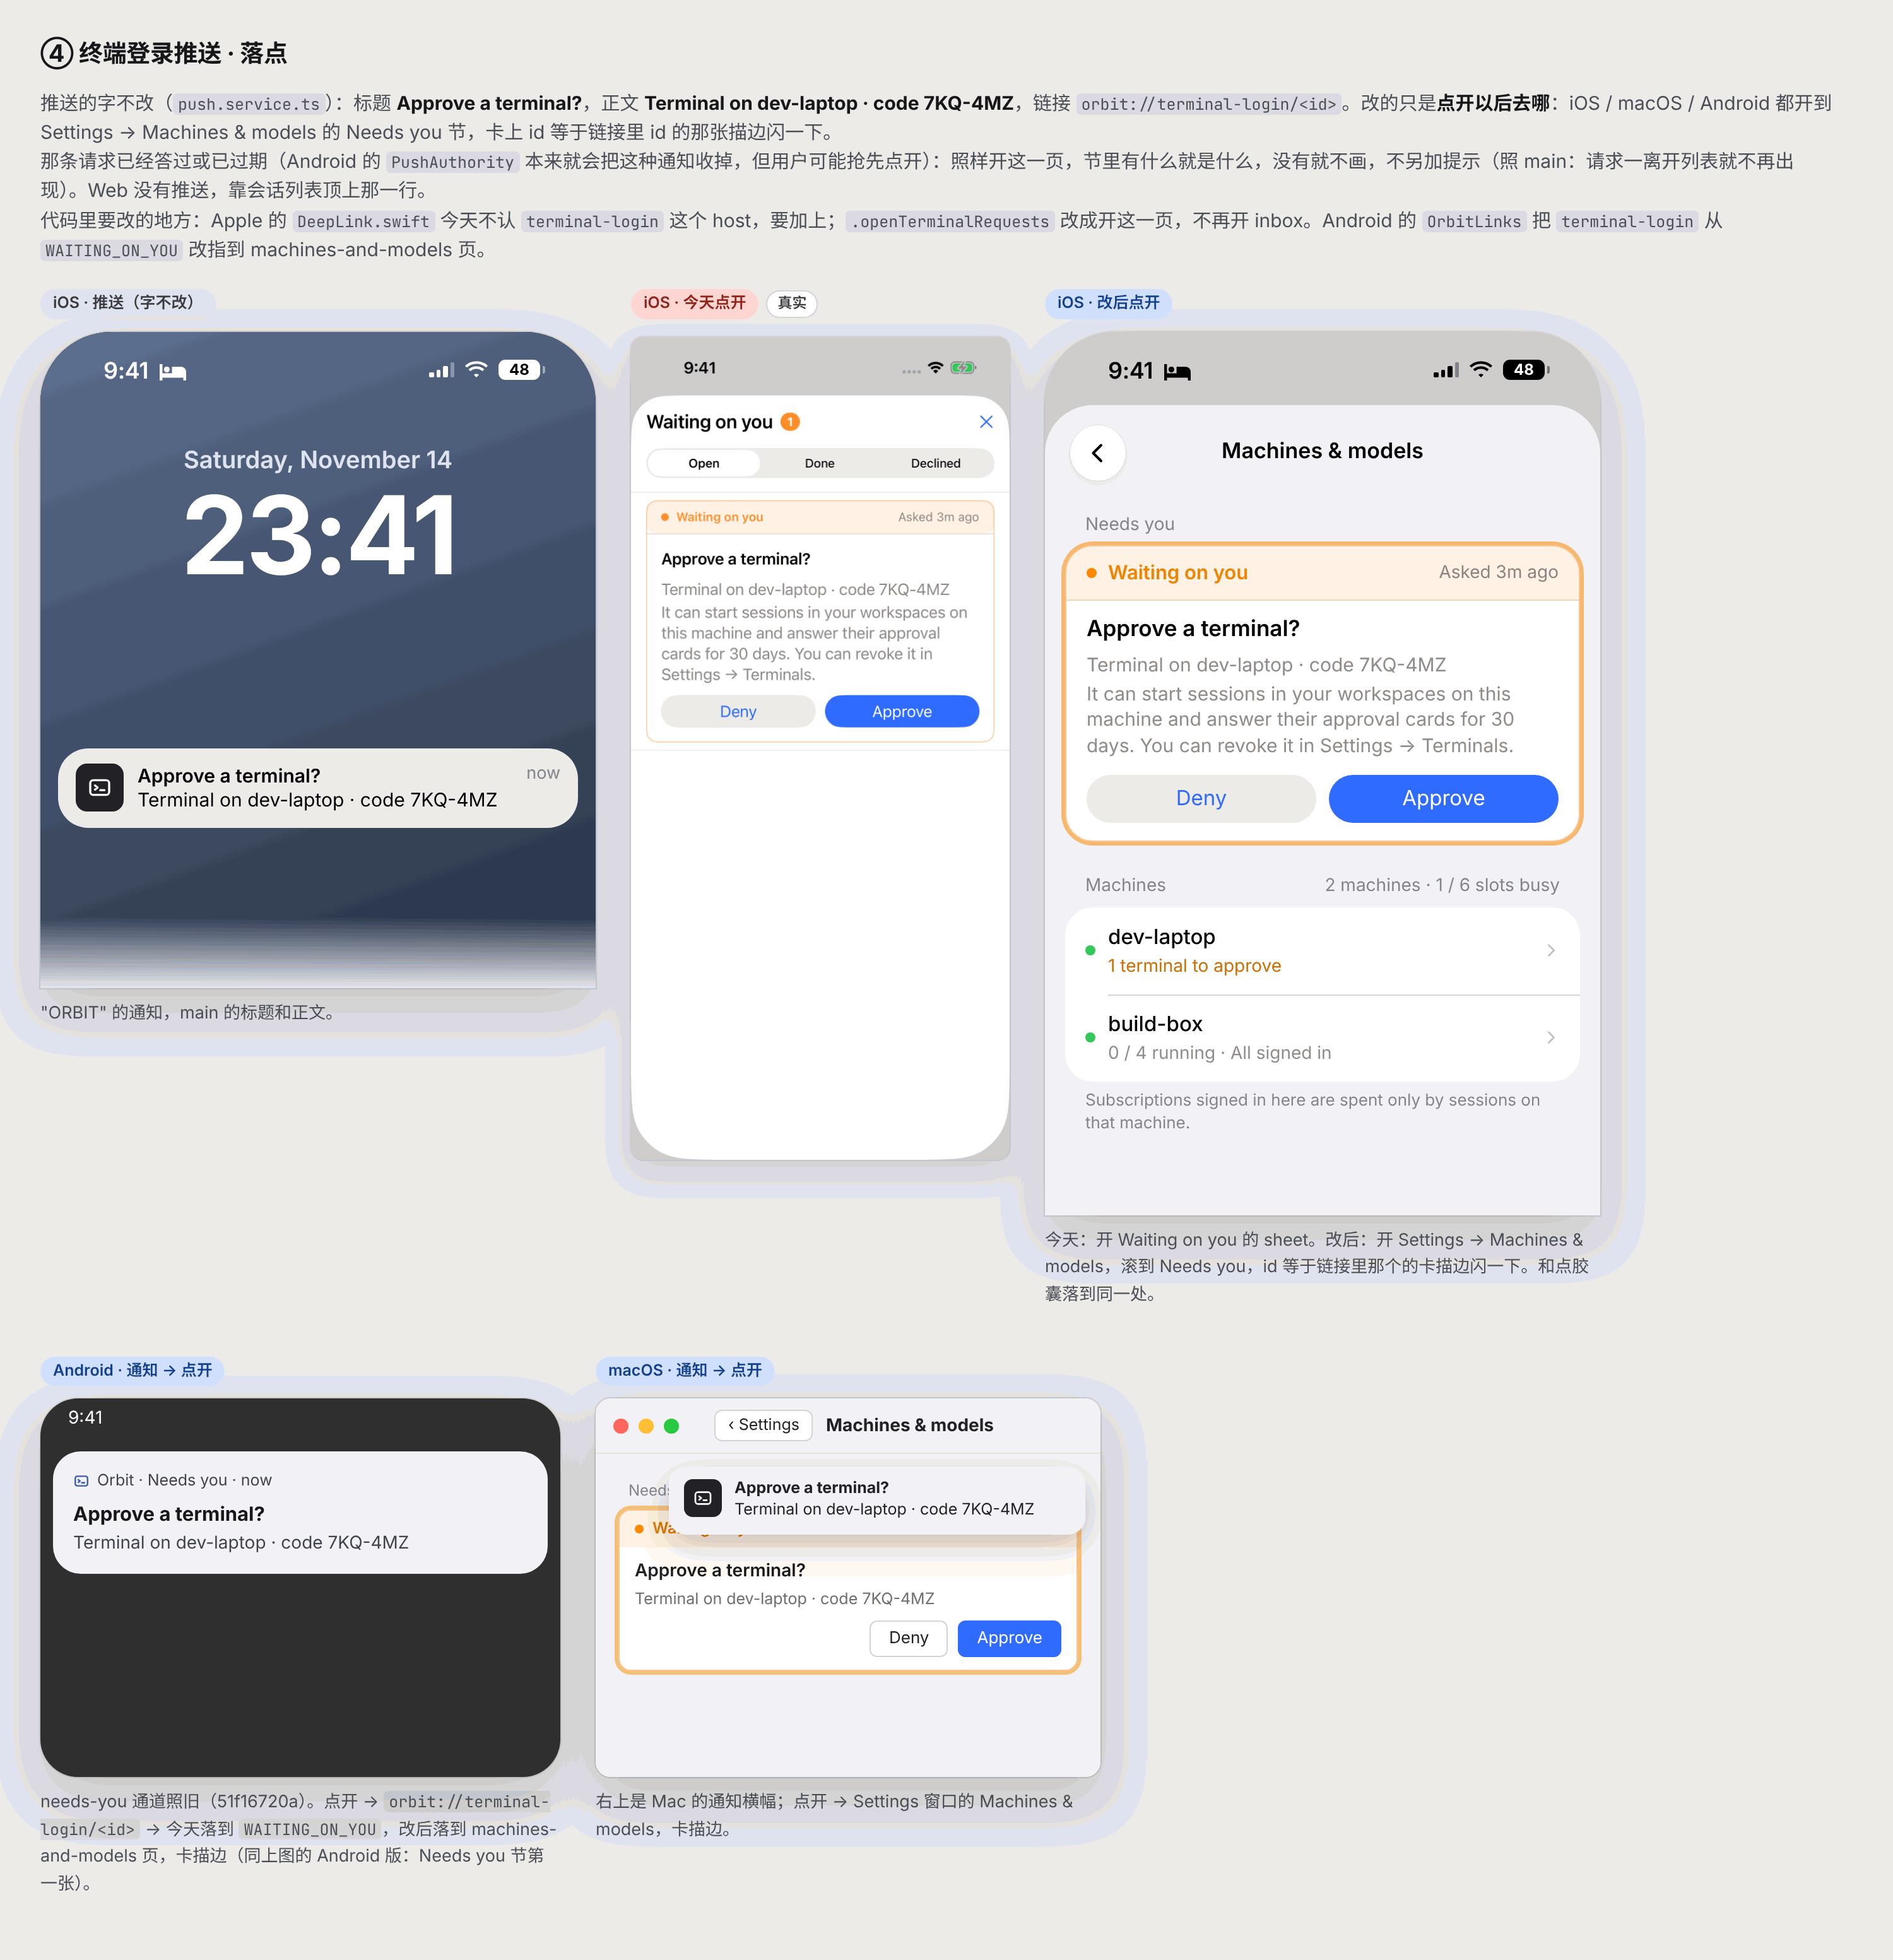 ④ 终端登录推送 · 落点
推送的字不改（push.service.ts）：标题 Approve a terminal?，正文 Terminal on dev-laptop · code 7KQ-4MZ，链接 orbit://terminal-login/<id>。改的只是点开以后去哪：iOS / macOS / Android 都开到
Settings → Machines & models 的 Needs you 节，卡上 id 等于链接里 id 的那张描边闪一下。
那条请求已经答过或已过期（Android 的 PushAuthority 本来就会把这种通知收掉，但用户可能抢先点开）：照样开这一页，节里有什么就是什么，没有就不画，不另加提示（照 main：请求一离开列表就不再出
现）。Web 没有推送，靠会话列表顶上那一行。
代码里要改的地方：Apple 的 DeepLink.swift 今天不认 terminal-login 这个 host，要加上；.openTerminalRequests 改成开这一页，不再开 inbox。Android 的 OrbitLinks 把 terminal-login 从
WAITING_ON_YOU 改指到 machines-and-models 页。
iOS · 推送（字不改）
9:41
48
Saturday, November 14
23:41
Approve a terminal?
now
Terminal on dev-laptop · code 7KQ-4MZ
"ORBIT" 的通知，main 的标题和正文。
iOS · 今天点开
真实
9:41
Waiting on you 1
Open
Done
Declined
Waiting on you
Asked 3m ago
Approve a terminal?
Terminal on dev-laptop · code 7KQ-4MZ
It can start sessions in your workspaces on
this machine and answer their approval
cards for 30 days. You can revoke it in
Settings → Terminals.
Deny
Approve
iOS · 改后点开
9:41
48
Machines & models
Needs you
Waiting on you
Asked 3m ago
Approve a terminal?
Terminal on dev-laptop · code 7KQ-4MZ
It can start sessions in your workspaces on this
machine and answer their approval cards for 30
days. You can revoke it in Settings → Terminals.
Deny
Approve
Machines
2 machines · 1 / 6 slots busy
dev-laptop
1 terminal to approve
build-box
0 / 4 running · All signed in
Subscriptions signed in here are spent only by sessions on
that machine.
今天：开 Waiting on you 的 sheet。改后：开 Settings → Machines &
models，滚到 Needs you，id 等于链接里那个的卡描边闪一下。和点胶
囊落到同一处。
Android · 通知 → 点开
9:41
Orbit · Needs you · now
Approve a terminal?
Terminal on dev-laptop · code 7KQ-4MZ
needs-you 通道照旧（51f16720a）。点开 → orbit://terminal-
login/<id> → 今天落到 WAITING_ON_YOU，改后落到 machines-
and-models 页，卡描边（同上图的 Android 版：Needs you 节第
一张）。
macOS · 通知 → 点开
‹ Settings
Machines & models
Needs
Approve a terminal?
Terminal on dev-laptop · code 7KQ-4MZ
Approve a terminal?
Terminal on dev-laptop · code 7KQ-4MZ
Deny
Approve
右上是 Mac 的通知横幅；点开 → Settings 窗口的 Machines &
models，卡描边。